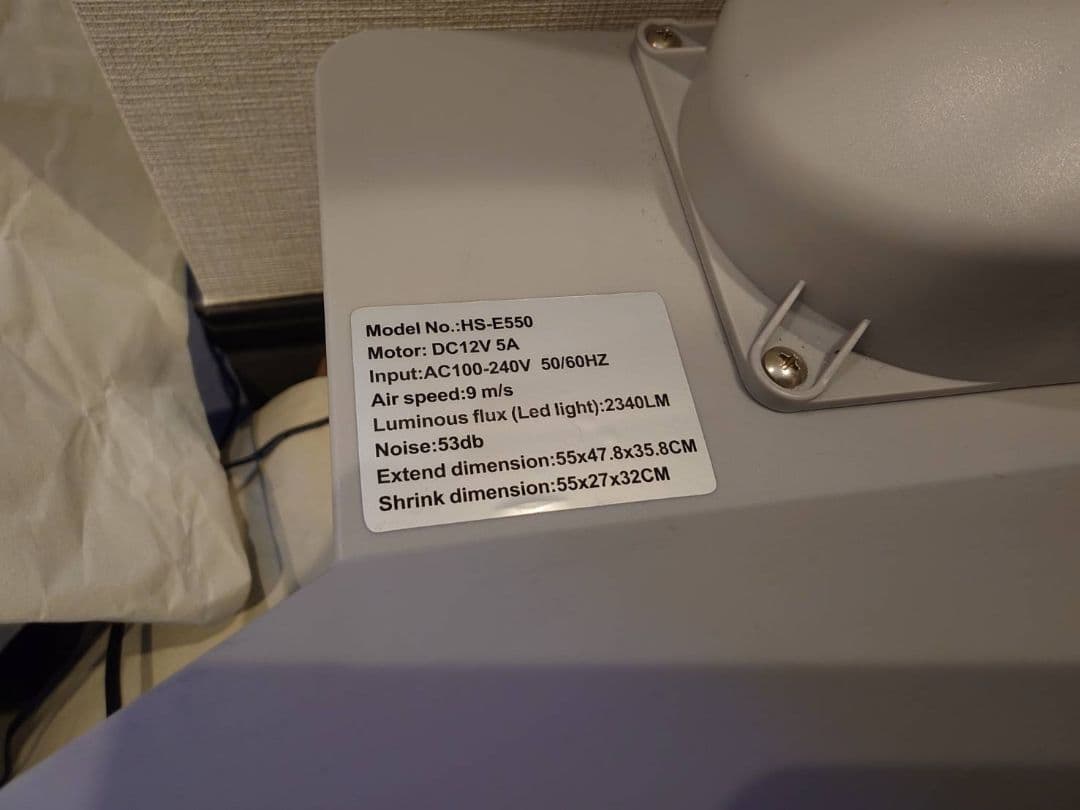 Model No.:HS-E550
Motor: DC12V 5A
Input:AC100-240V 50/60HZ
Air speed:9 m/s
Luminous flux (Led light):2340LM
Noise:53db
Extend dimension:55x47.8x35.8CM
Shrink dimension:55x27x32CM